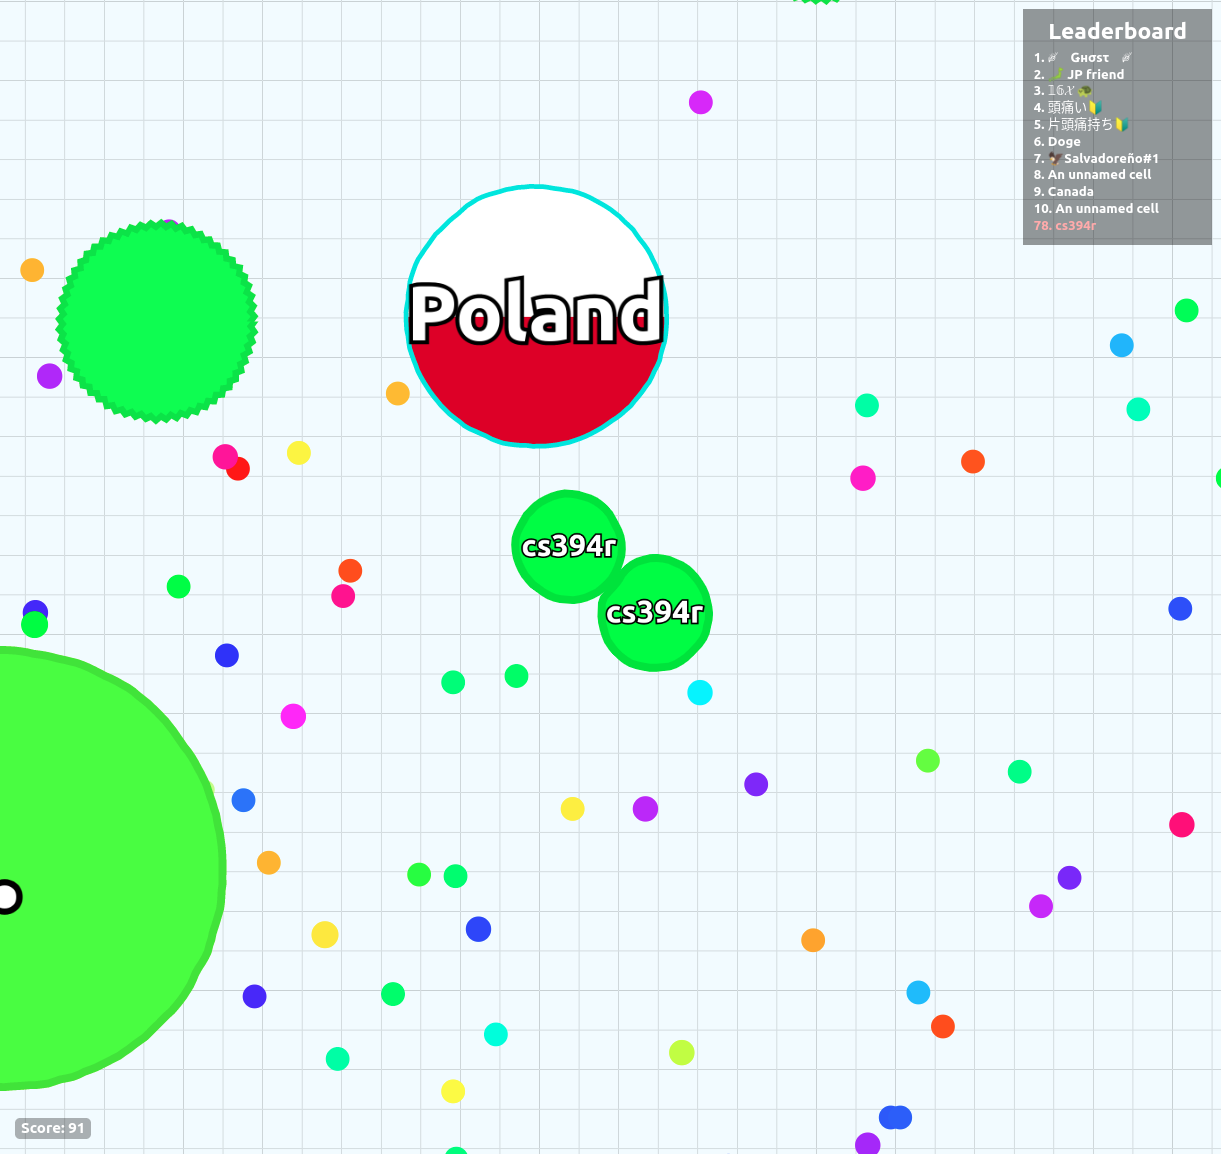 Leaderboard
1. Gʜσsτ
2. JP friend
3. 𝟙𝟞.𝓧 🐢
4. 頭痛い🔰
5. 片頭痛持ち🔰
6. Doge
7. 🦅Salvadoreño#1
8. An unnamed cell
9. Canada
10. An unnamed cell
78. cs394r
Poland
cs394r
cs394r
Score: 91